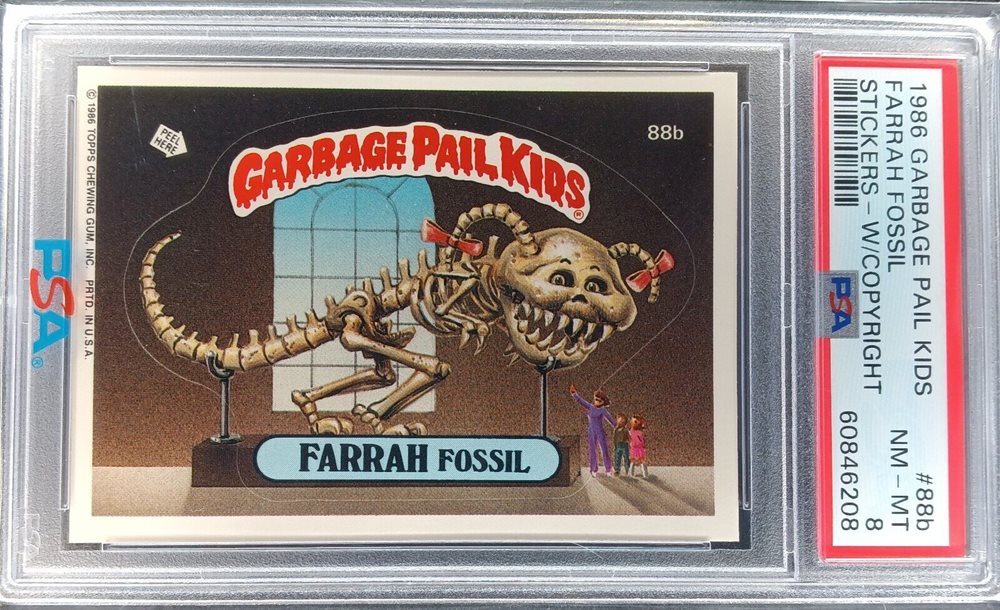 © 1986 TOPPS CHEWING GUM, INC. PRTD. IN U.S.A.
PEEL HERE
88b
GARBAGE PAIL KIDS
®
FARRAH FOSSIL
PSA®
1986 GARBAGE PAIL KIDS #88b
FARRAH FOSSIL NM-MT
STICKERS-W/COPYRIGHT 8
PSA 60846208